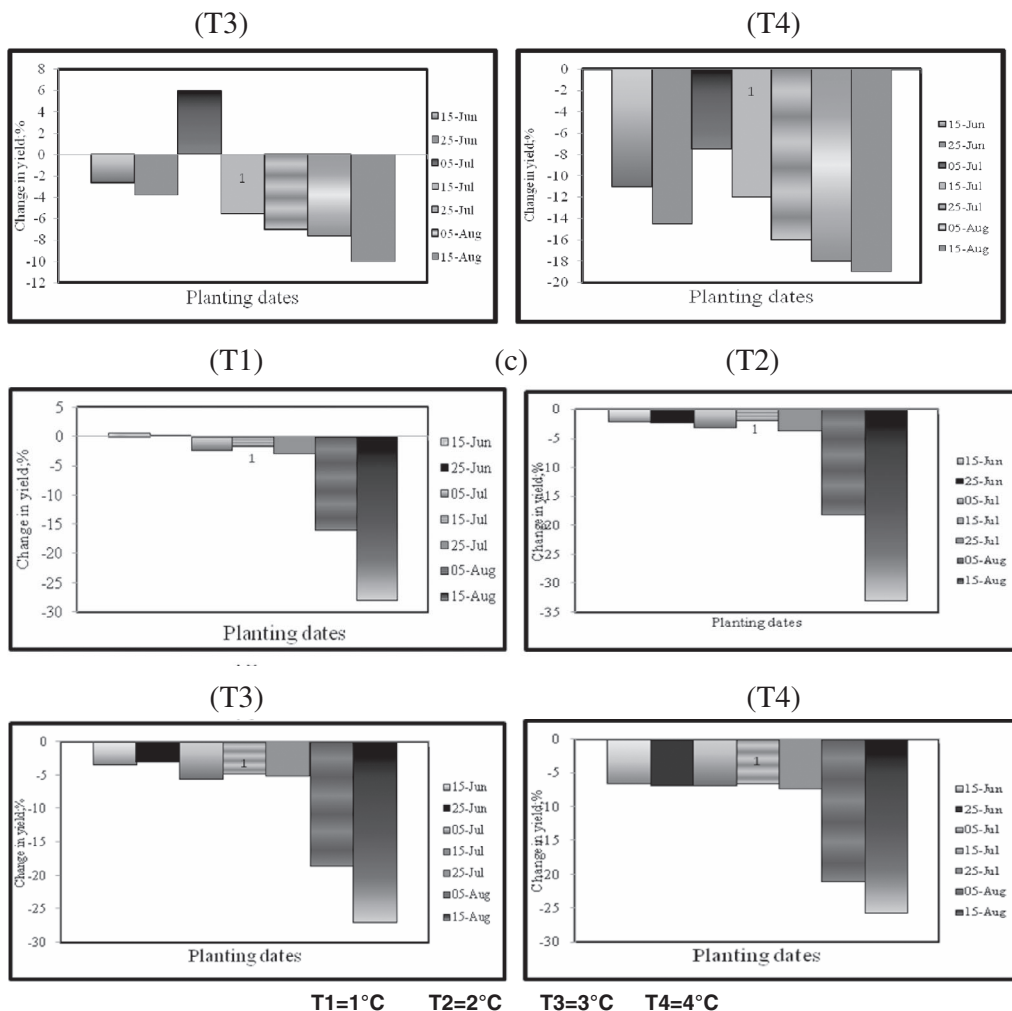 (T3) (T4)
8
6
4
2
0
-2
-4
-6
-8
-10
-12
Change in yield;%
1
Planting dates
15-Jun
25-Jun
05-Jul
15-Jul
25-Jul
05-Aug
15-Aug
0
-2
-4
-6
-8
-10
-12
-14
-16
-18
-20
Change in yield;%
1
Planting dates
15-Jun
25-Jun
05-Jul
15-Jul
25-Jul
05-Aug
15-Aug
(T1) (c) (T2)
5
0
-5
-10
-15
-20
-25
-30
Change in yield;%
1
Planting dates
15-Jun
25-Jun
05-Jul
15-Jul
25-Jul
05-Aug
15-Aug
0
-5
-10
-15
-20
-25
-30
-35
Change in yield;%
1
Planting dates
15-Jun
25-Jun
05-Jul
15-Jul
25-Jul
05-Aug
15-Aug
(T3) (T4)
0
-5
-10
-15
-20
-25
-30
Change in yield;%
1
Planting dates
15-Jun
25-Jun
05-Jul
15-Jul
25-Jul
05-Aug
15-Aug
0
-5
-10
-15
-20
-25
-30
Change in yield;%
1
Planting dates
15-Jun
25-Jun
05-Jul
15-Jul
25-Jul
05-Aug
15-Aug
T1=1°C T2=2°C T3=3°C T4=4°C